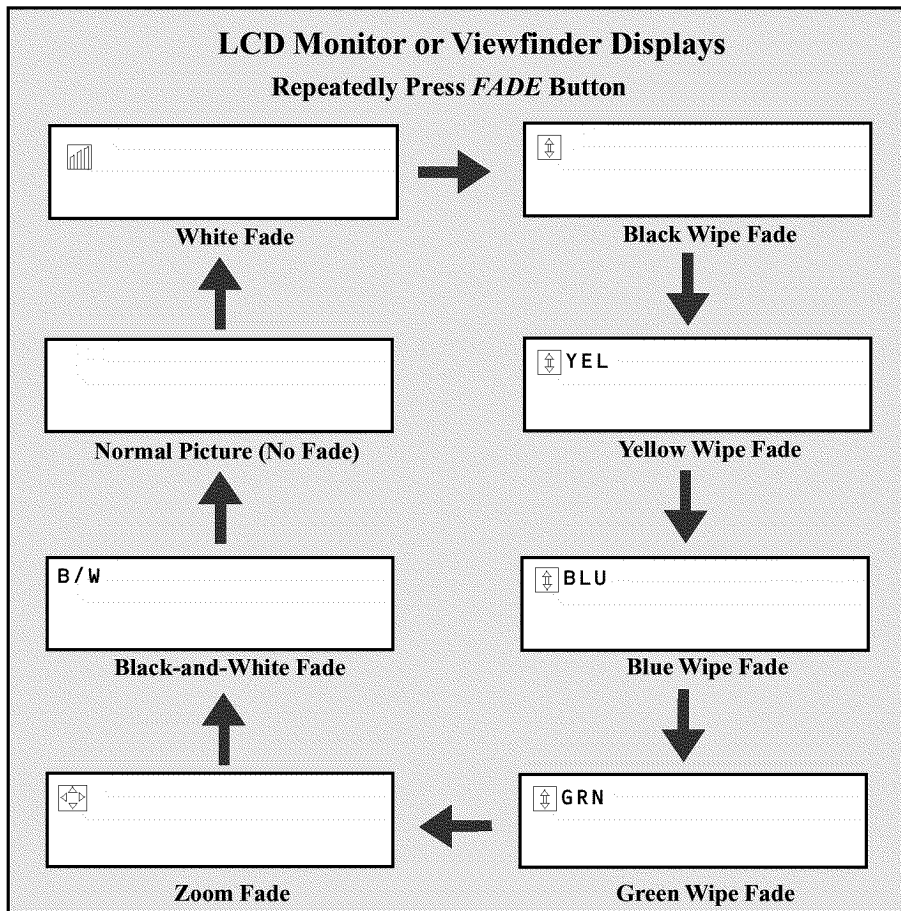 LCD Monitor or Viewfinder Displays
Repeatedly Press FADE Button
White Fade
Black Wipe Fade
YEL
Normal Picture (No Fade)
Yellow Wipe Fade
B/W
BLU
Black-and-White Fade
Blue Wipe Fade
GRN
Zoom Fade
Green Wipe Fade